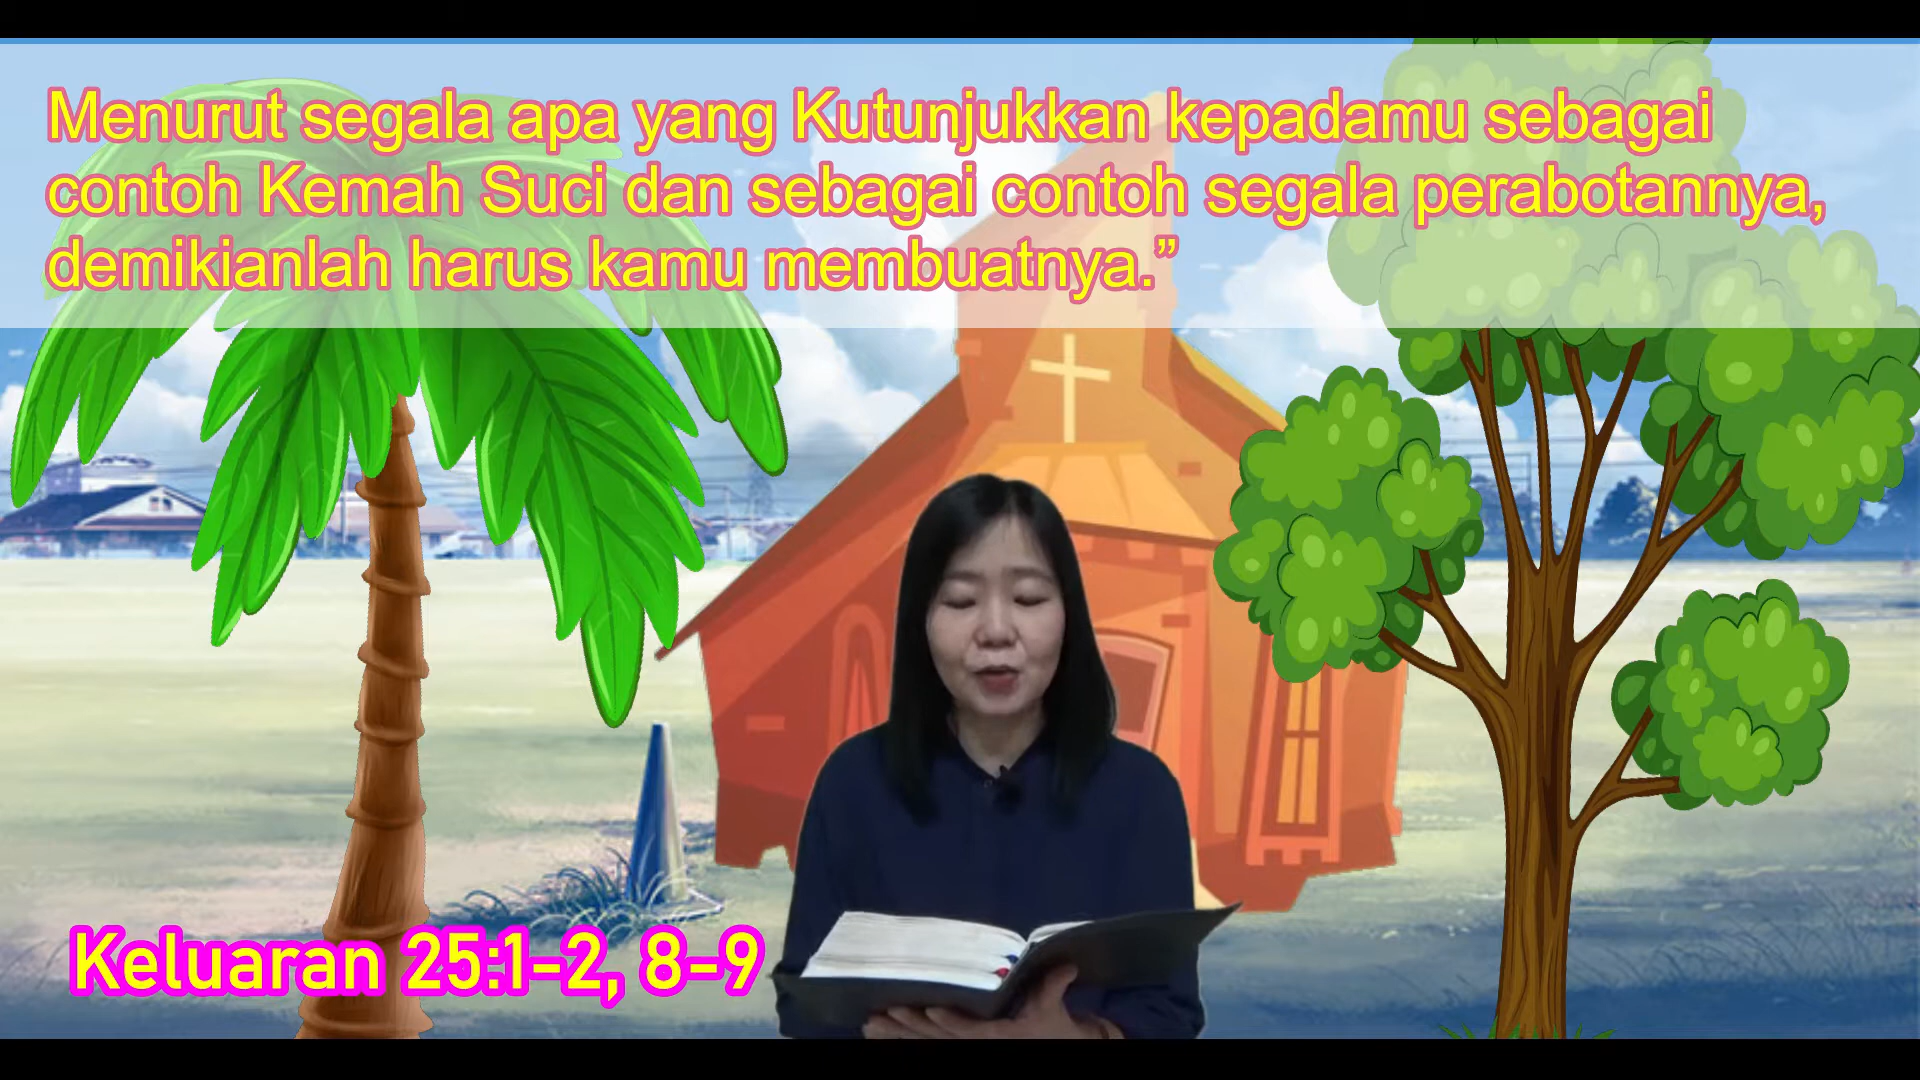 Menurut segala apa yang Kutunjukkan kepadamu sebagai
contoh Kemah Suci dan sebagai contoh segala perabotannya,
demikianlah harus kamu membuatnya.”
Keluaran 25:1-2, 8-9